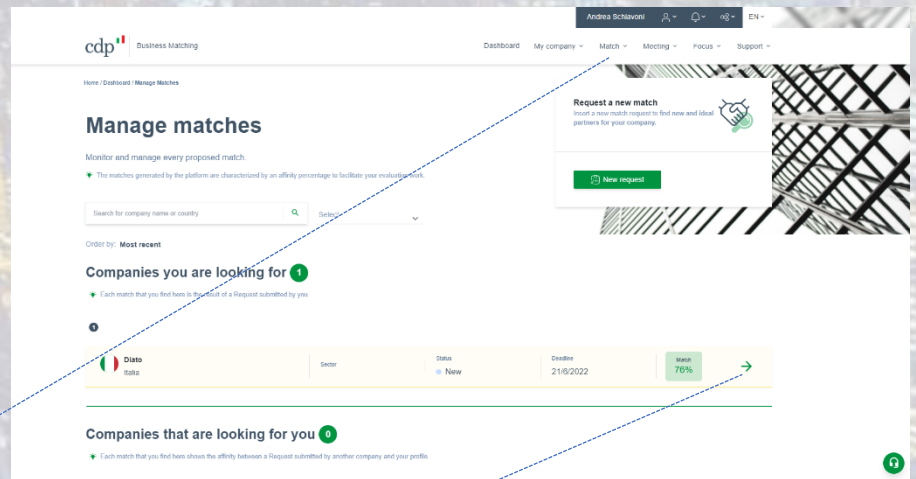 Andrea Schiavoni EN
cdp Business Matching Dashboard My company Match Meeting Focus Support
Home / Dashboard / Manage Matches
Request a new match
Insert a new match request to find new and ideal
partners for your company.
Manage matches
Monitor and manage every proposed match.
The matches generated by the platform are characterized by an affinity percentage to facilitate your evaluation work.
New request
Search for company name or country Select
Order by: Most recent
Companies you are looking for 1
Each match that you find here is the result of a Request submitted by you
1
Diato
Italia
Sector
Status
New
Deadline
21/6/2022
Match
76%
Companies that are looking for you 0
Each match that you find here shows the affinity between a Request submitted by another company and your profile